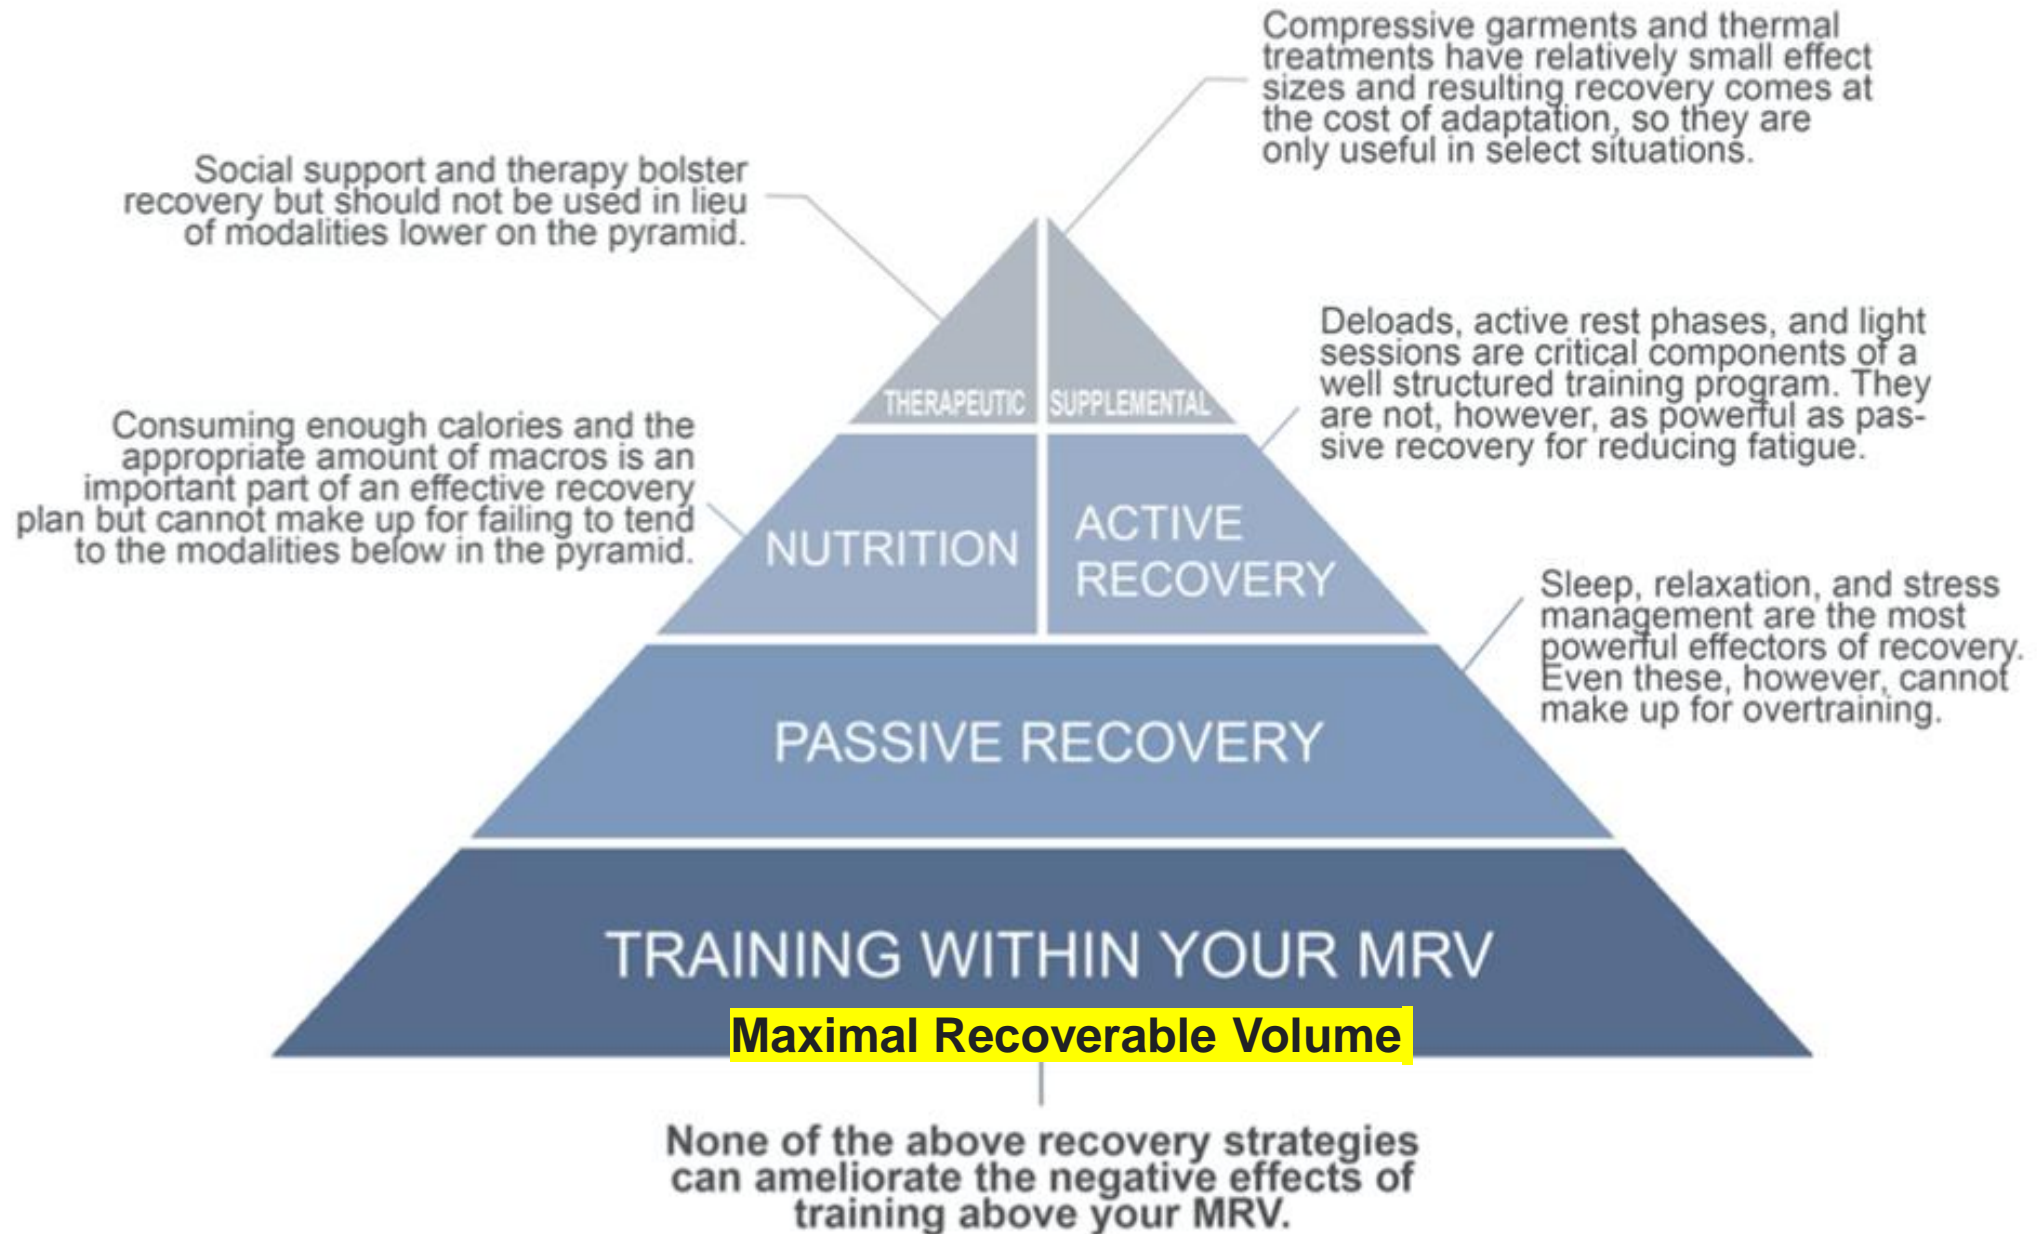 Compressive garments and thermal
treatments have relatively small effect
sizes and resulting recovery comes at
the cost of adaptation, so they are
only useful in select situations.
Social support and therapy bolster
recovery but should not be used in lieu
of modalities lower on the pyramid.
Deloads, active rest phases, and light
sessions are critical components of a
well structured training program. They
are not, however, as powerful as pas-
sive recovery for reducing fatigue.
THERAPEUTIC
SUPPLEMENTAL
Consuming enough calories and the
appropriate amount of macros is an
important part of an effective recovery
plan but cannot make up for failing to tend
to the modalities below in the pyramid.
NUTRITION
ACTIVE
RECOVERY
Sleep, relaxation, and stress
management are the most
powerful effectors of recovery.
Even these, however, cannot
make up for overtraining.
PASSIVE RECOVERY
TRAINING WITHIN YOUR MRV
Maximal Recoverable Volume
None of the above recovery strategies
can ameliorate the negative effects of
training above your MRV.